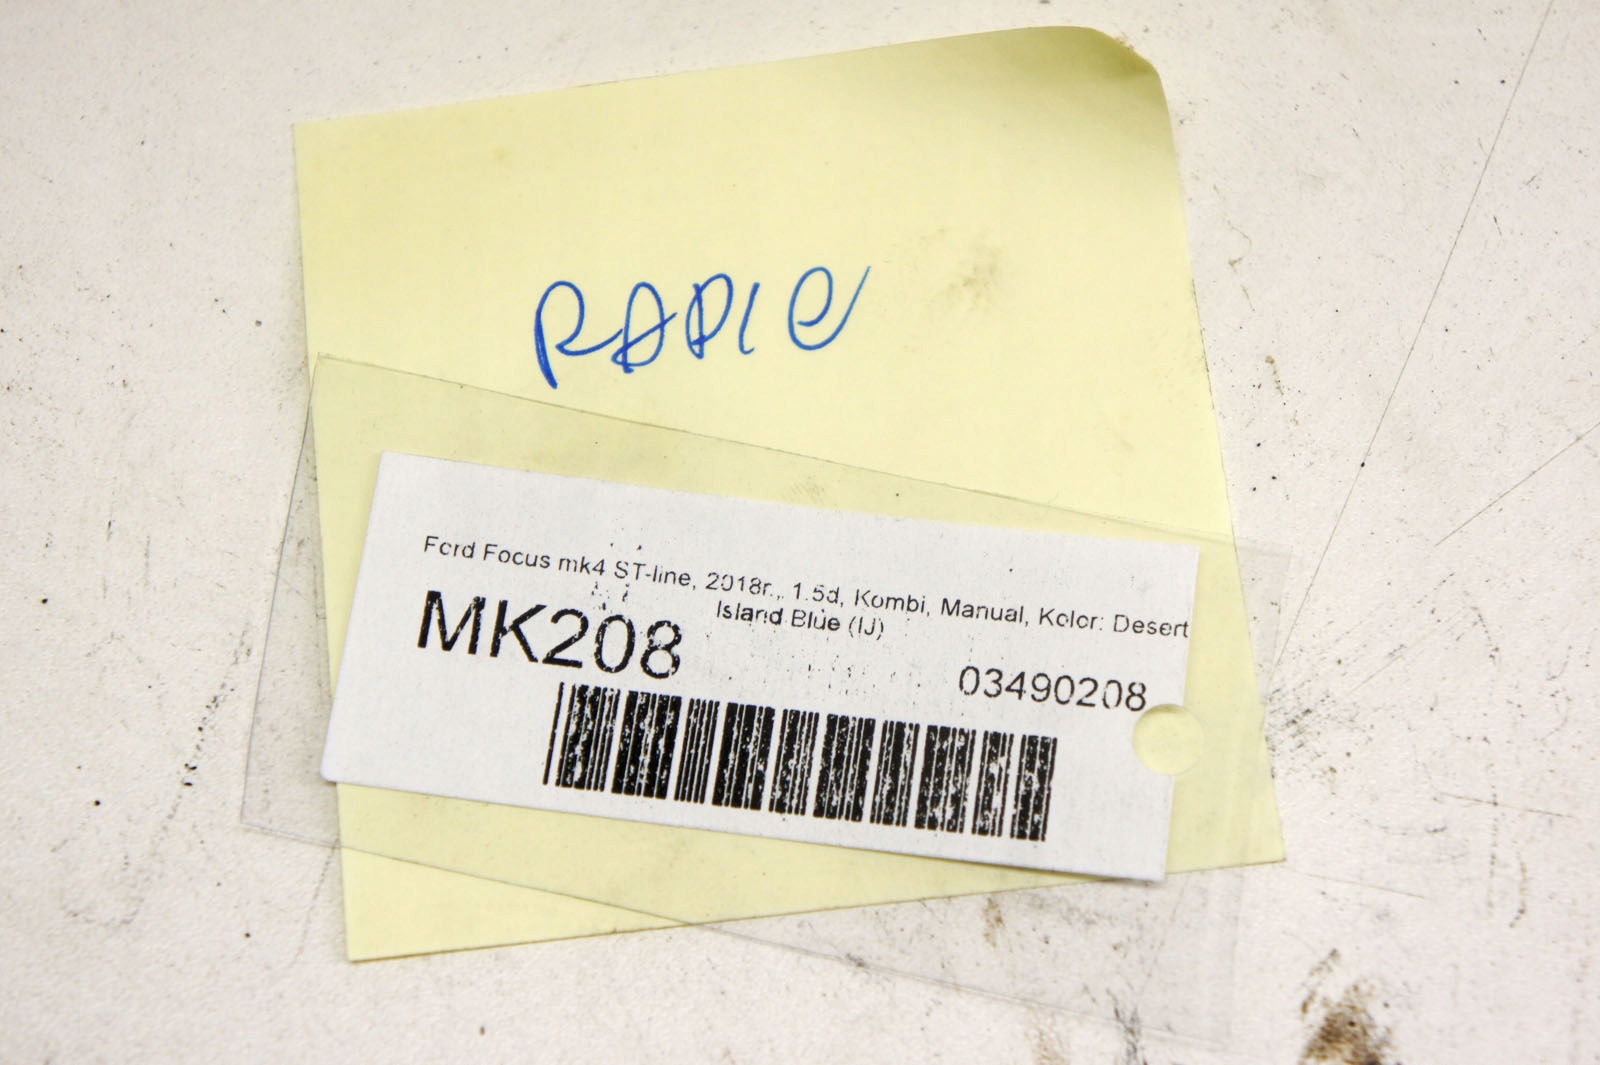 RADIO
Ford Focus mk4 ST-line, 2018r., 1.5d, Kombi, Manual, Kolor: Desert
Island Blue (IJ)
MK208
03490208